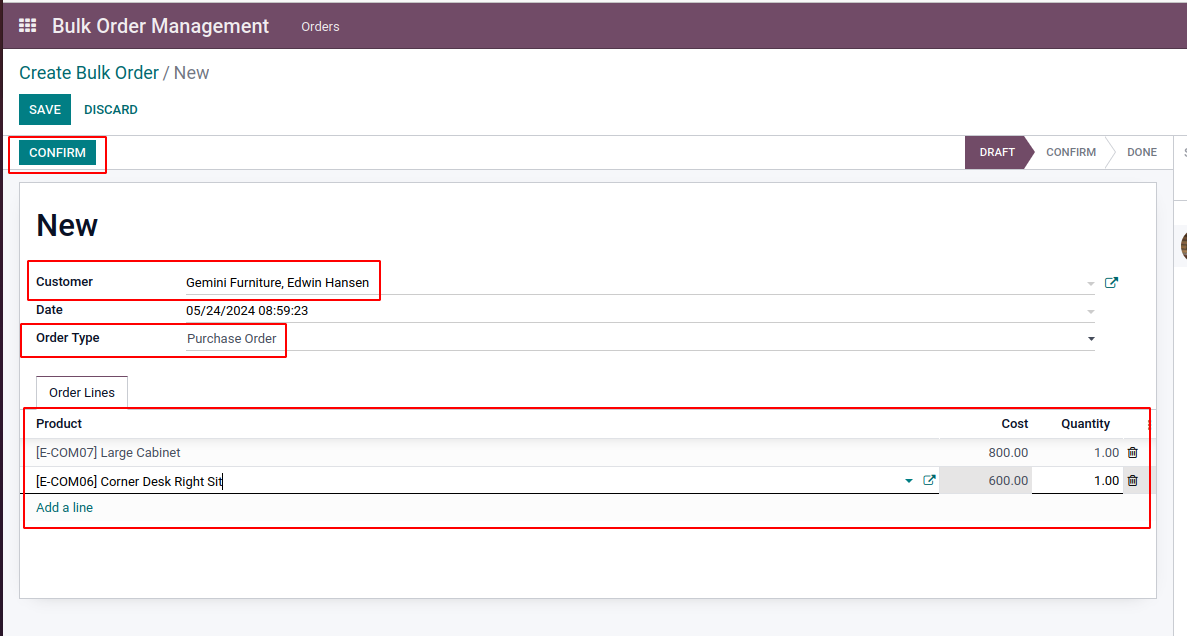 Bulk Order Management Orders
Create Bulk Order / New
SAVE DISCARD
CONFIRM DRAFT CONFIRM DONE
New
Customer Gemini Furniture, Edwin Hansen
Date 05/24/2024 08:59:23
Order Type Purchase Order
Order Lines
Product Cost Quantity
[E-COM07] Large Cabinet 800.00 1.00
[E-COM06] Corner Desk Right Sit 600.00 1.00
Add a line